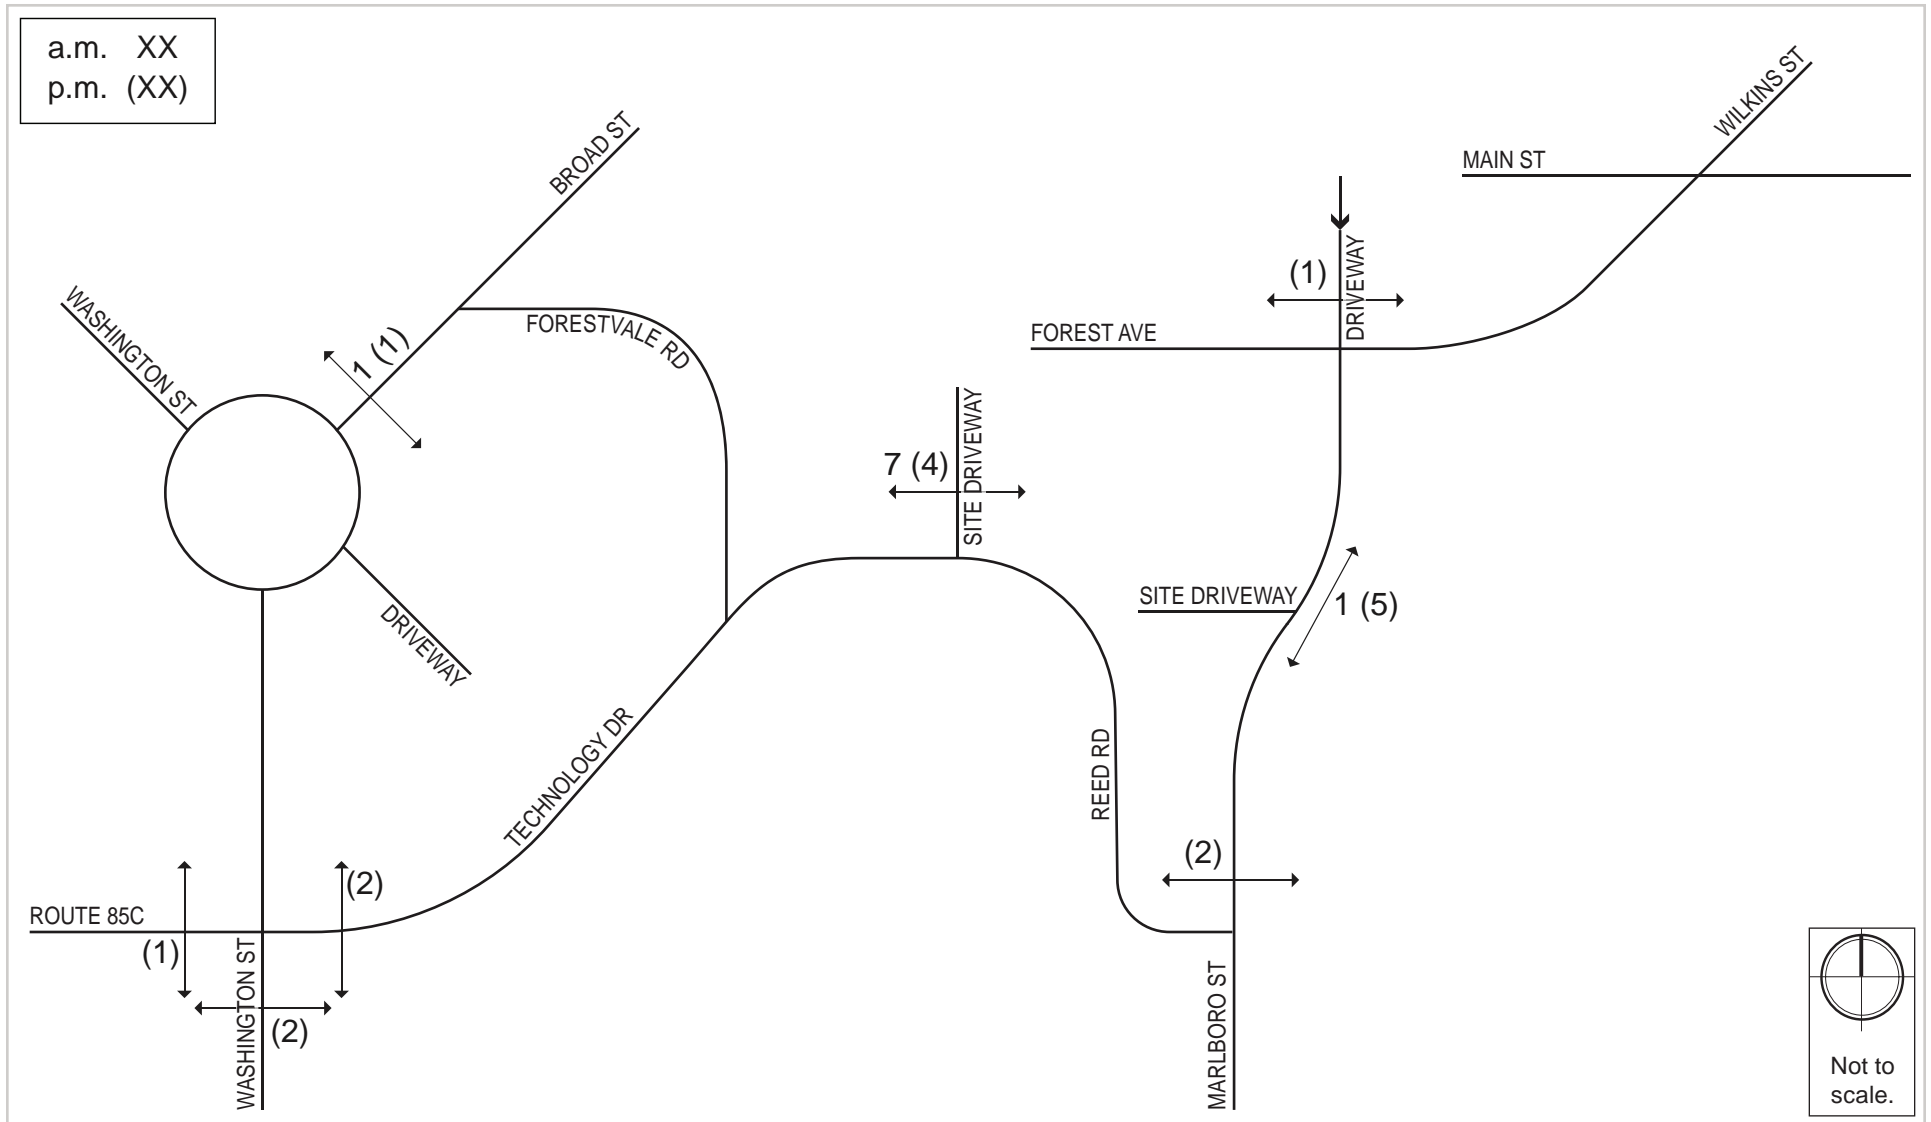 a.m. XX
p.m. (XX)
BROAD ST
WILKINS ST
MAIN ST
WASHINGTON ST
1 (1)
FORESTVALE RD
(1)
DRIVEWAY
FOREST AVE
7 (4)
SITE DRIVEWAY
SITE DRIVEWAY
1 (5)
DRIVEWAY
TECHNOLOGY DR
REED RD
(2)
(2)
ROUTE 85C
(1)
WASHINGTON ST
(2)
MARLBORO ST
Not to
scale.